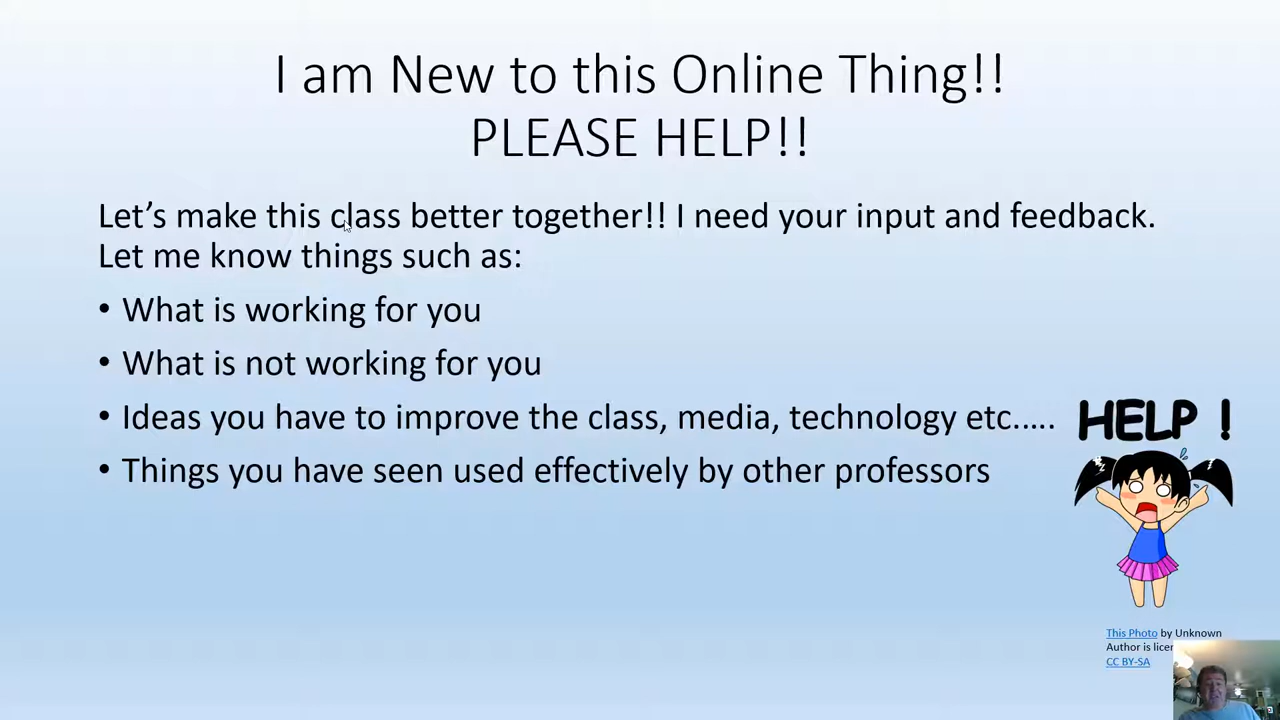 I am New to this Online Thing!!
PLEASE HELP!!
Let’s make this class better together!! I need your input and feedback.
Let me know things such as:
• What is working for you
• What is not working for you
• Ideas you have to improve the class, media, technology etc.….
• Things you have seen used effectively by other professors
HELP !
This Photo by Unknown
Author is
CC BY-SA